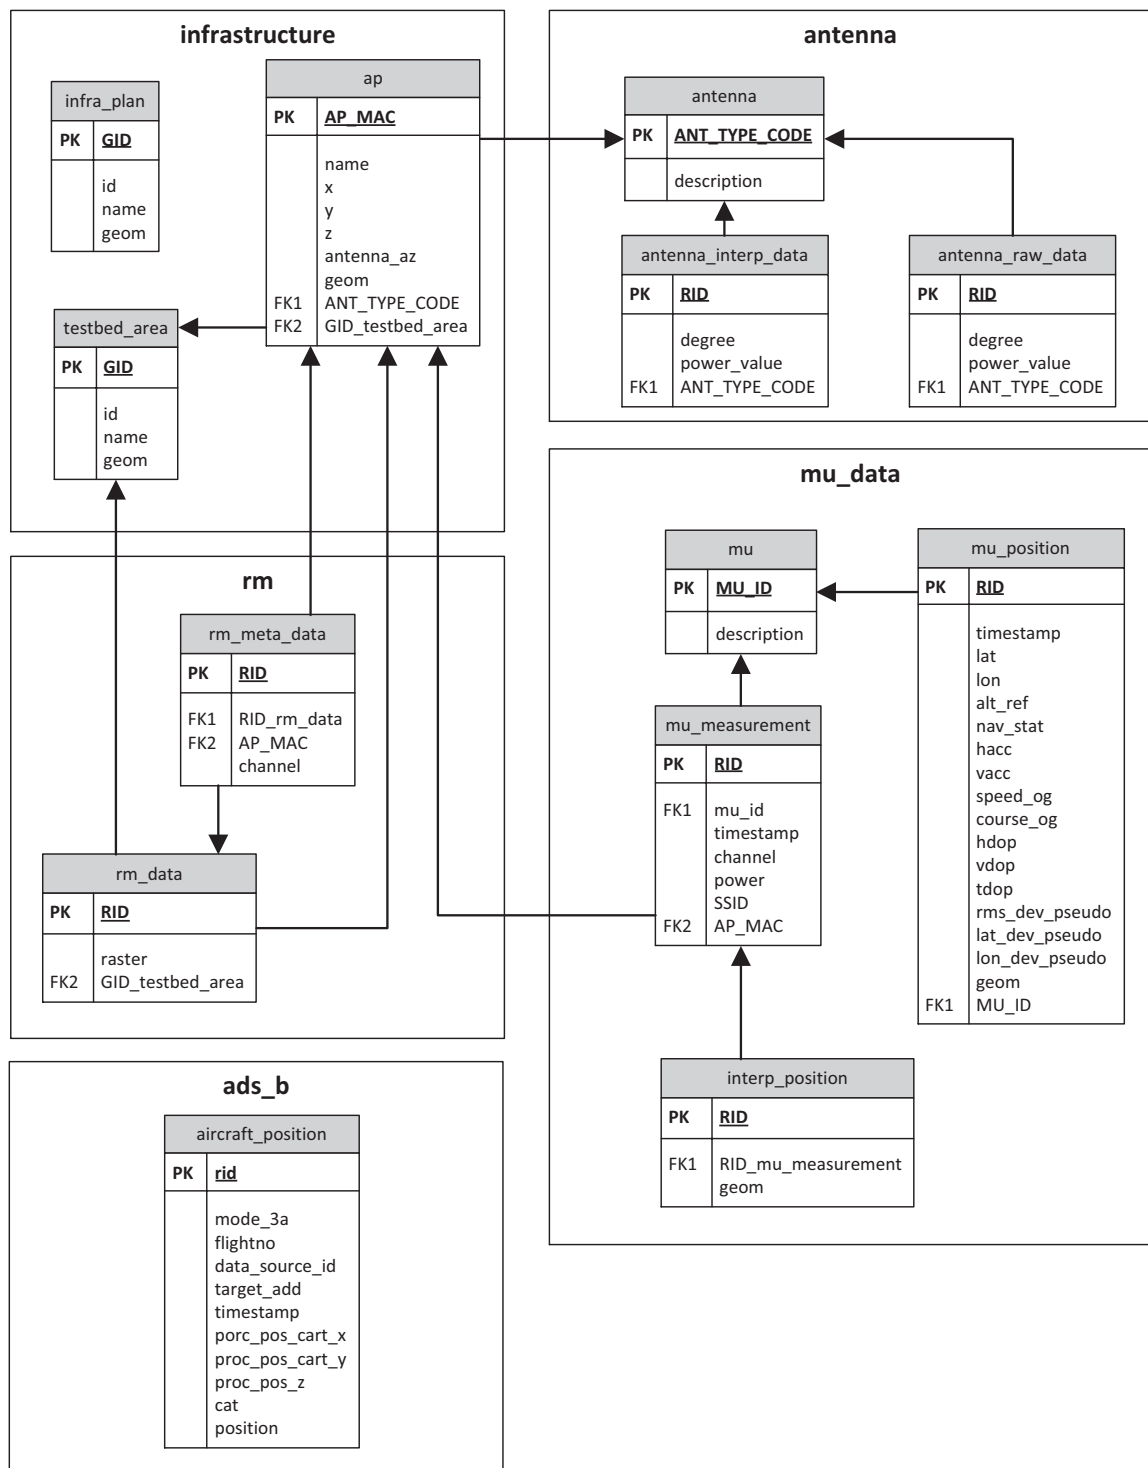 infrastructure
infra_plan
PK GID
id
name
geom
ap
PK AP_MAC
name
x
y
z
antenna_az
geom
FK1 ANT_TYPE_CODE
FK2 GID_testbed_area
testbed_area
PK GID
id
name
geom
antenna
antenna
PK ANT_TYPE_CODE
description
antenna_interp_data
PK RID
degree
power_value
FK1 ANT_TYPE_CODE
antenna_raw_data
PK RID
degree
power_value
FK1 ANT_TYPE_CODE
rm
rm_meta_data
PK RID
FK1 RID_rm_data
FK2 AP_MAC
channel
rm_data
PK RID
raster
FK2 GID_testbed_area
mu_data
mu
PK MU_ID
description
mu_position
PK RID
timestamp
lat
lon
alt_ref
nav_stat
hacc
vacc
speed_og
course_og
hdop
vdop
tdop
rms_dev_pseudo
lat_dev_pseudo
lon_dev_pseudo
geom
FK1 MU_ID
mu_measurement
PK RID
FK1 mu_id
timestamp
channel
power
SSID
FK2 AP_MAC
interp_position
PK RID
FK1 RID_mu_measurement
geom
ads_b
aircraft_position
PK rid
mode_3a
flightno
data_source_id
target_add
timestamp
porc_pos_cart_x
proc_pos_cart_y
proc_pos_z
cat
position